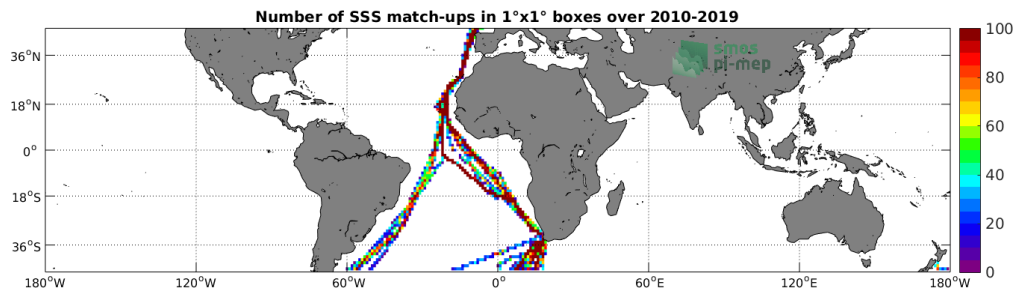 Number of SSS match-ups in 1°x1° boxes over 2010-2019
smos
pi-mep
36°N
18°N
0°
18°S
36°S
180°W
120°W
60°W
0°
60°E
120°E
180°W
100
80
60
40
20
0